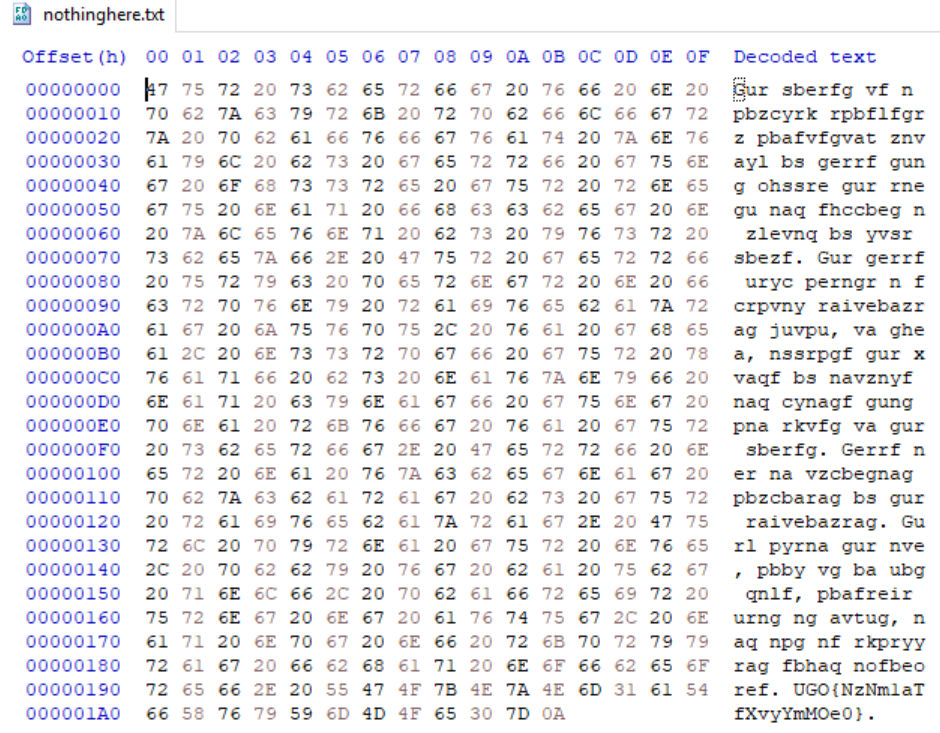 nothinghere.txt
Offset(h) 00 01 02 03 04 05 06 07 08 09 0A 0B 0C 0D 0E 0F Decoded text
00000000 47 75 72 20 73 62 65 72 66 67 20 76 66 20 6E 20 Gur sberfg vf n
00000010 70 62 7A 63 79 72 6B 20 72 70 62 66 6C 66 67 72 pbzcyrk rpbflfgr
00000020 7A 20 70 62 61 66 76 66 67 76 61 74 20 7A 6E 76 z pbafvfgvat znv
00000030 61 79 6C 20 62 73 20 67 65 72 72 66 20 67 75 6E ayl bs gerrf gun
00000040 67 20 6F 68 73 73 72 65 20 67 75 72 20 72 6E 65 g ohssre gur rne
00000050 67 75 20 6E 61 71 20 66 68 63 63 62 65 67 20 6E gu naq fhccbeg n
00000060 20 7A 6C 65 76 6E 71 20 62 73 20 79 76 73 72 20 zlevnq bs yvsr
00000070 73 62 65 7A 66 2E 20 47 75 72 20 67 65 72 72 66 sbezf. Gur gerrf
00000080 20 75 72 79 63 20 70 65 72 6E 67 72 20 6E 20 66 uryc perngr n f
00000090 63 72 70 76 6E 79 20 72 61 69 76 65 62 61 7A 72 crpvny raivebazr
000000A0 61 67 20 6A 75 76 70 75 2C 20 76 61 20 67 68 65 ag juvpu, va ghe
000000B0 61 2C 20 6E 73 73 72 70 67 66 20 67 75 72 20 78 a, nssrpgf gur x
000000C0 76 61 71 66 20 62 73 20 6E 61 76 7A 6E 79 66 20 vaqf bs navznyf
000000D0 6E 61 71 20 63 79 6E 61 67 66 20 67 75 6E 67 20 naq cynagf gung
000000E0 70 6E 61 20 72 6B 76 66 67 20 76 61 20 67 75 72 pna rkvfg va gur
000000F0 20 73 62 65 72 66 67 2E 20 47 65 72 72 66 20 6E sberfg. Gerrf n
00000100 65 72 20 6E 61 20 76 7A 63 62 65 67 6E 61 67 20 er na vzcbegnag
00000110 70 62 7A 63 62 61 72 61 67 20 62 73 20 67 75 72 pbzcbarag bs gur
00000120 20 72 61 69 76 65 62 61 7A 72 61 67 2E 20 47 75 raivebazrag. Gu
00000130 72 6C 20 70 79 72 6E 61 20 67 75 72 20 6E 76 65 rl pyrna gur nve
00000140 2C 20 70 62 62 79 20 76 67 20 62 61 20 75 62 67 , pbby vg ba ubg
00000150 20 71 6E 6C 66 2C 20 70 62 61 66 72 65 69 72 20 qnlf, pbafreir
00000160 75 72 6E 67 20 6E 67 20 61 76 74 75 67 2C 20 6E urng ng avtug, n
00000170 61 71 20 6E 70 67 20 6E 66 20 72 6B 70 72 79 79 aq npg nf rkpryy
00000180 72 61 67 20 66 62 68 61 71 20 6E 6F 66 62 65 6F rag fbhaq nofbeo
00000190 72 65 66 2E 20 55 47 4F 7B 4E 7A 4E 6D 31 61 54 ref. UGO{NzNm1aT
000001A0 66 58 76 79 59 6D 4D 4F 65 30 7D 0A fXvyYmMOe0}.